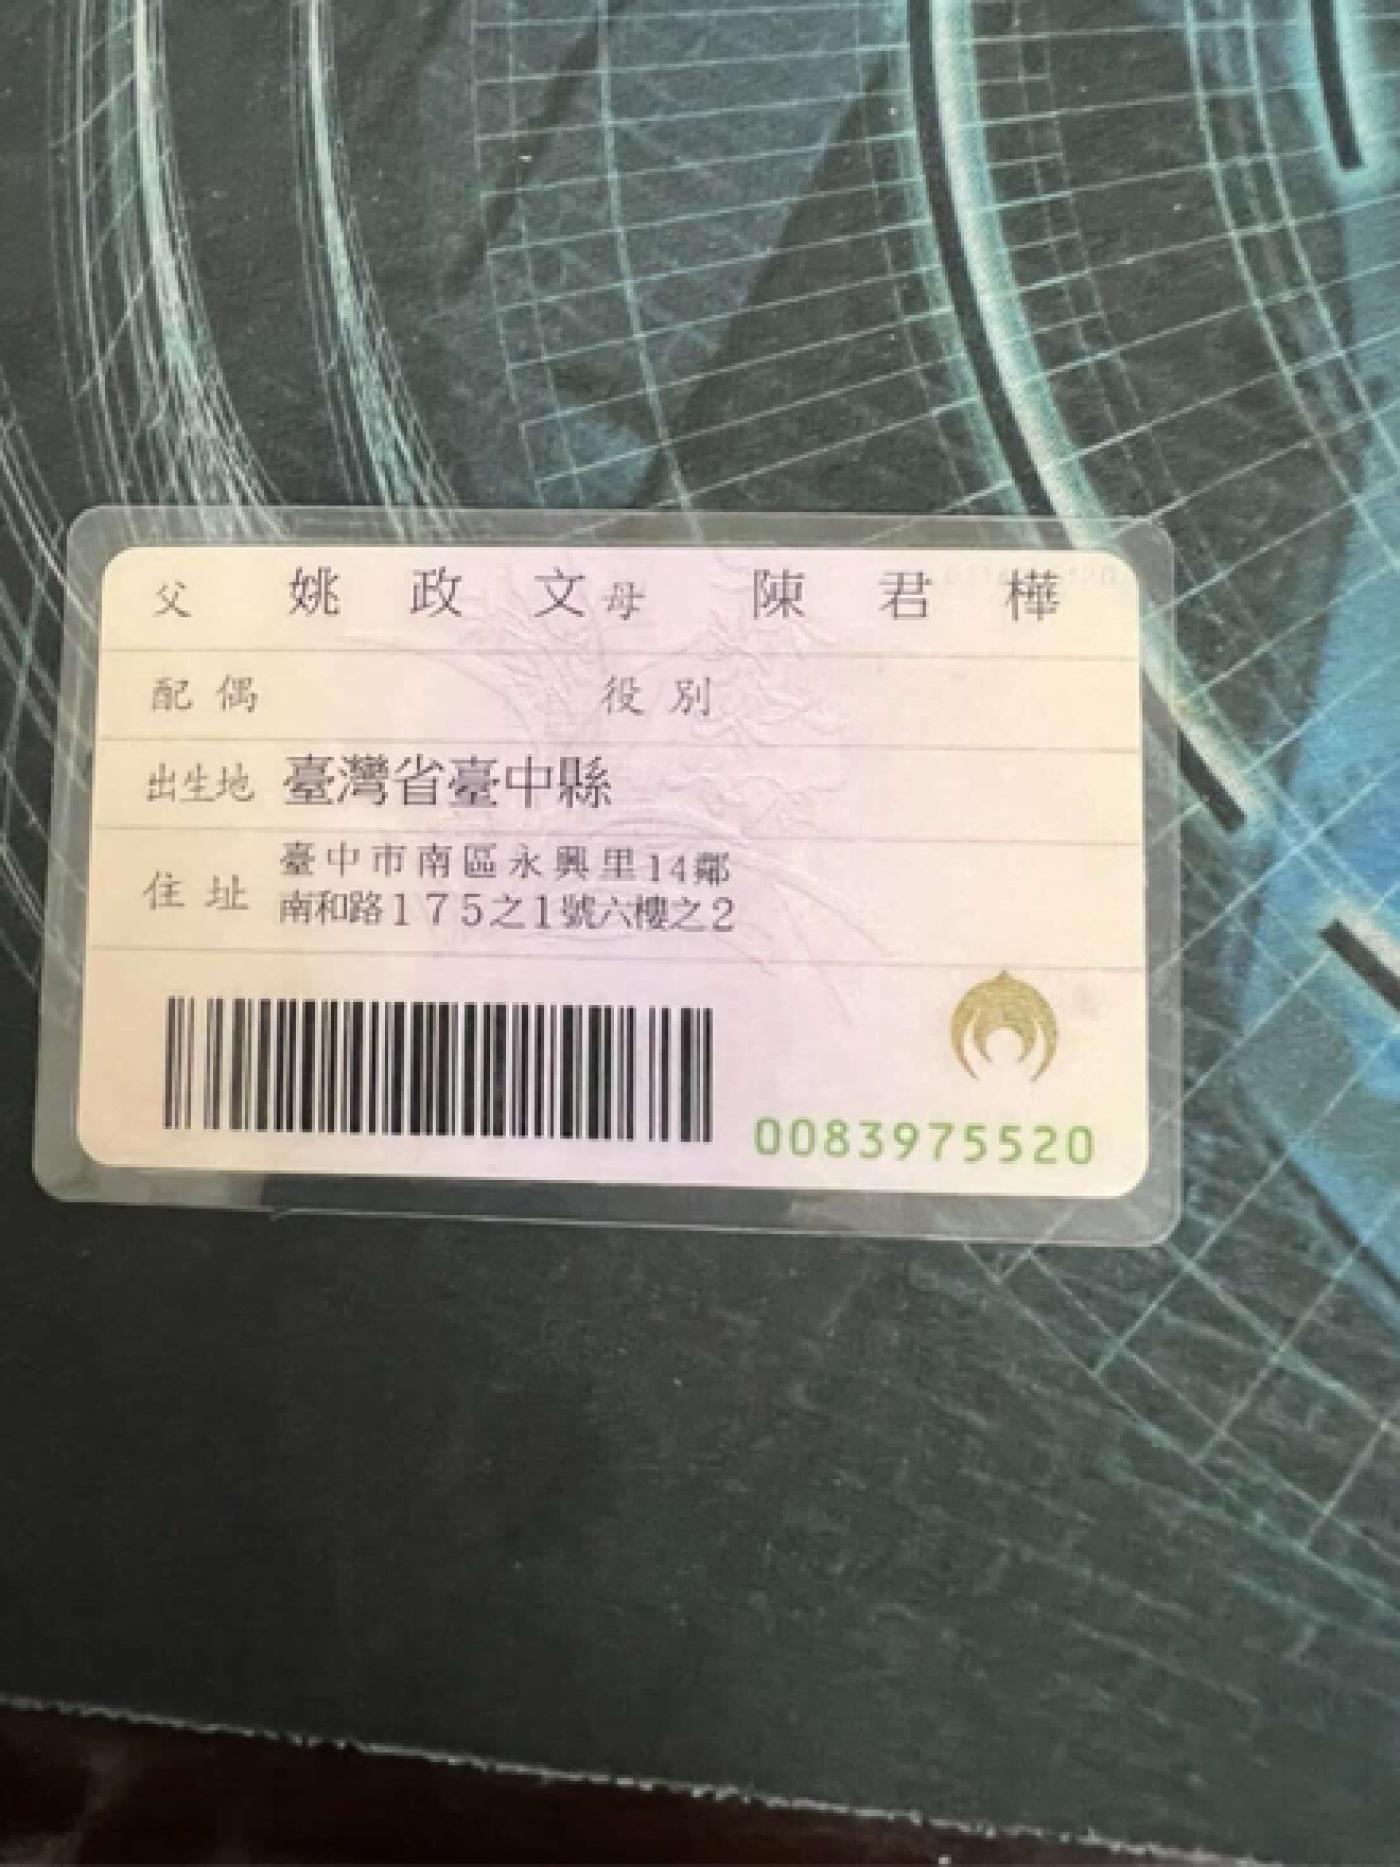 父 姚政文 母 陳君樺
配偶 役別
出生地 臺灣省臺中縣
住址 臺中市南區永興里14鄰
南和路175之1號六樓之2
0083975520